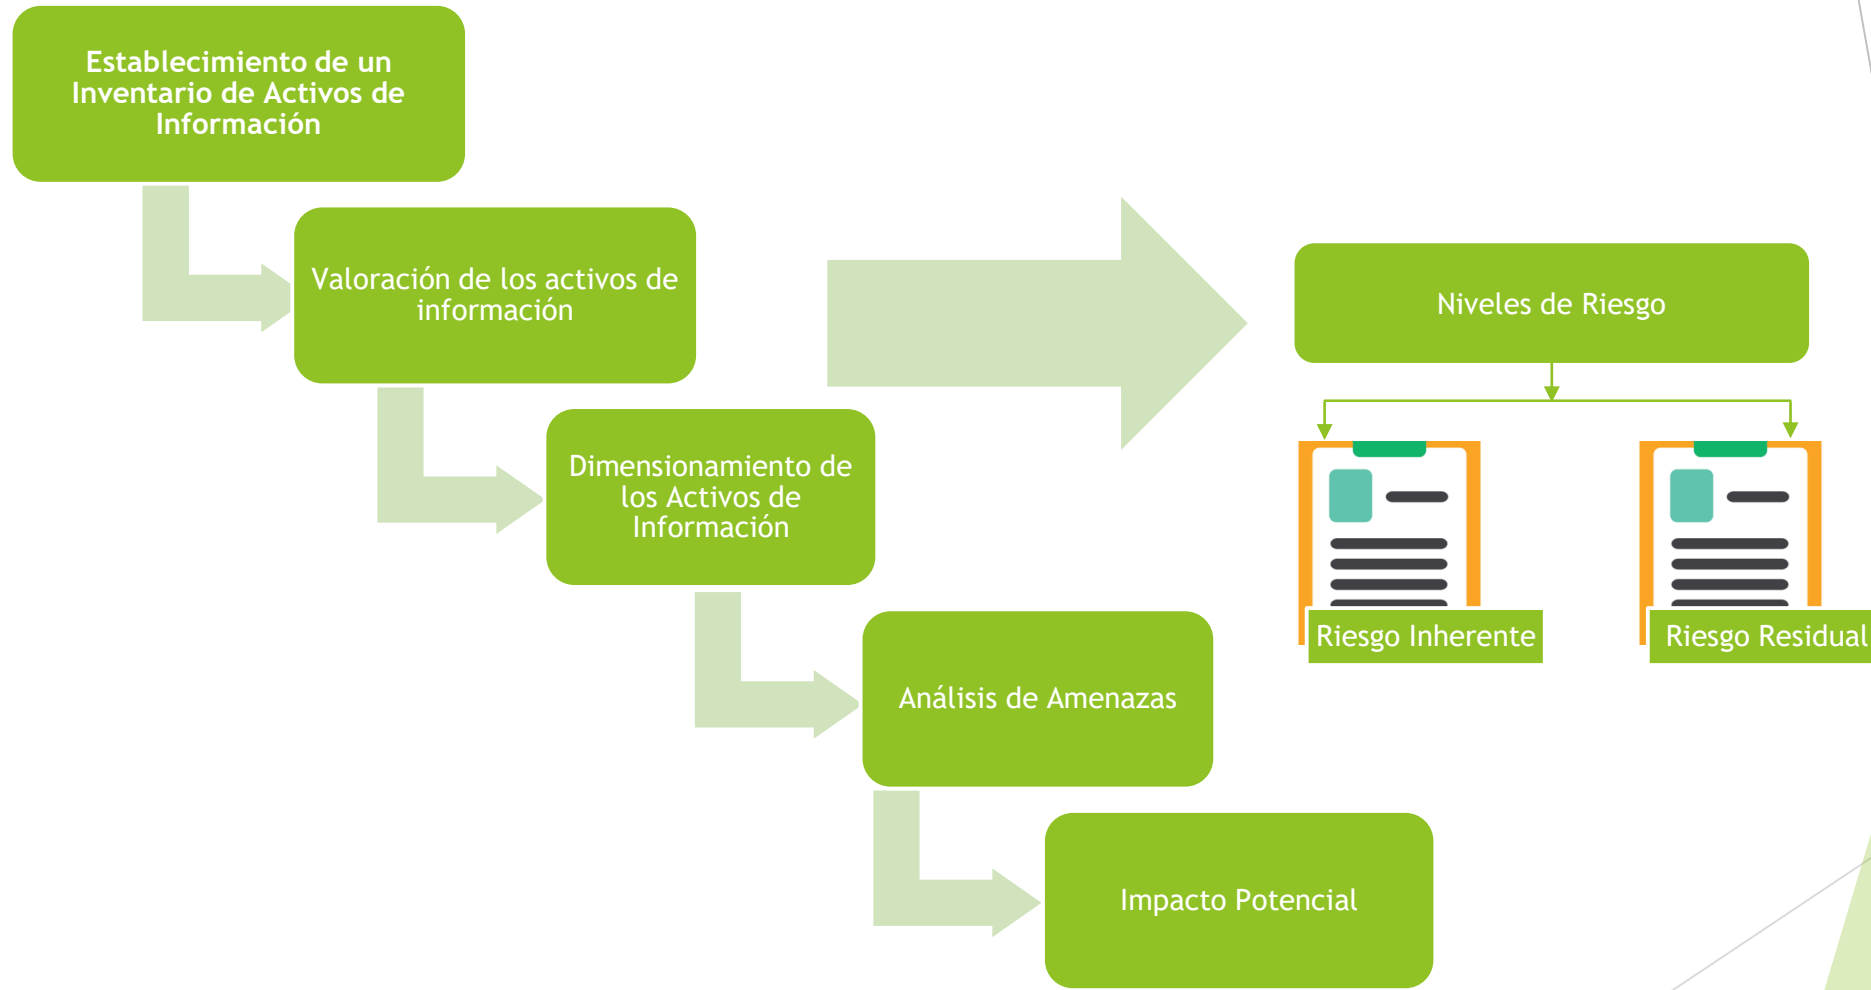 Establecimiento de un
Inventario de Activos de
Información
Valoración de los activos de
información
Dimensionamiento de
los Activos de
Información
Análisis de Amenazas
Impacto Potencial
Niveles de Riesgo
Riesgo Inherente
Riesgo Residual